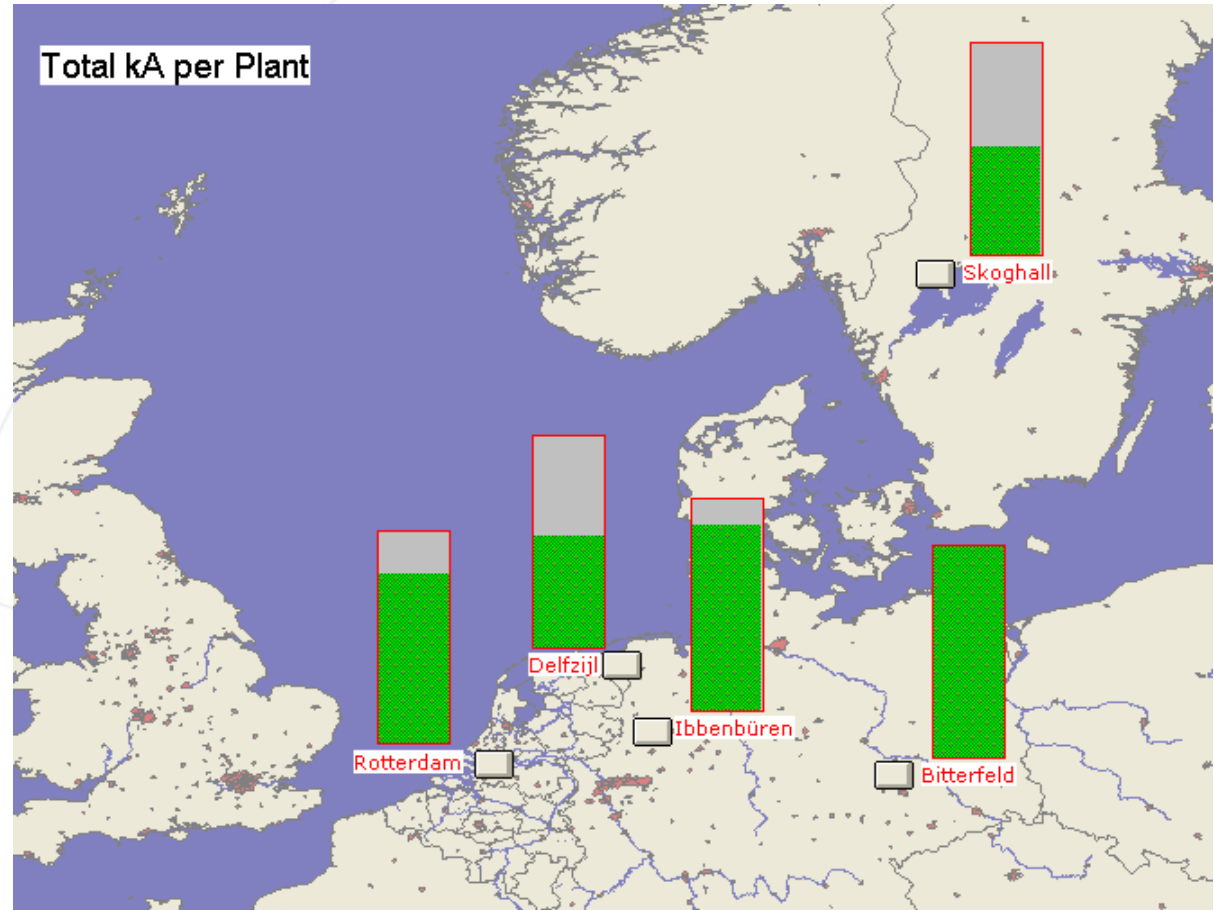 Total kA per Plant
Skoghall
Delfzijl
Ibbenbüren
Rotterdam
Bitterfeld